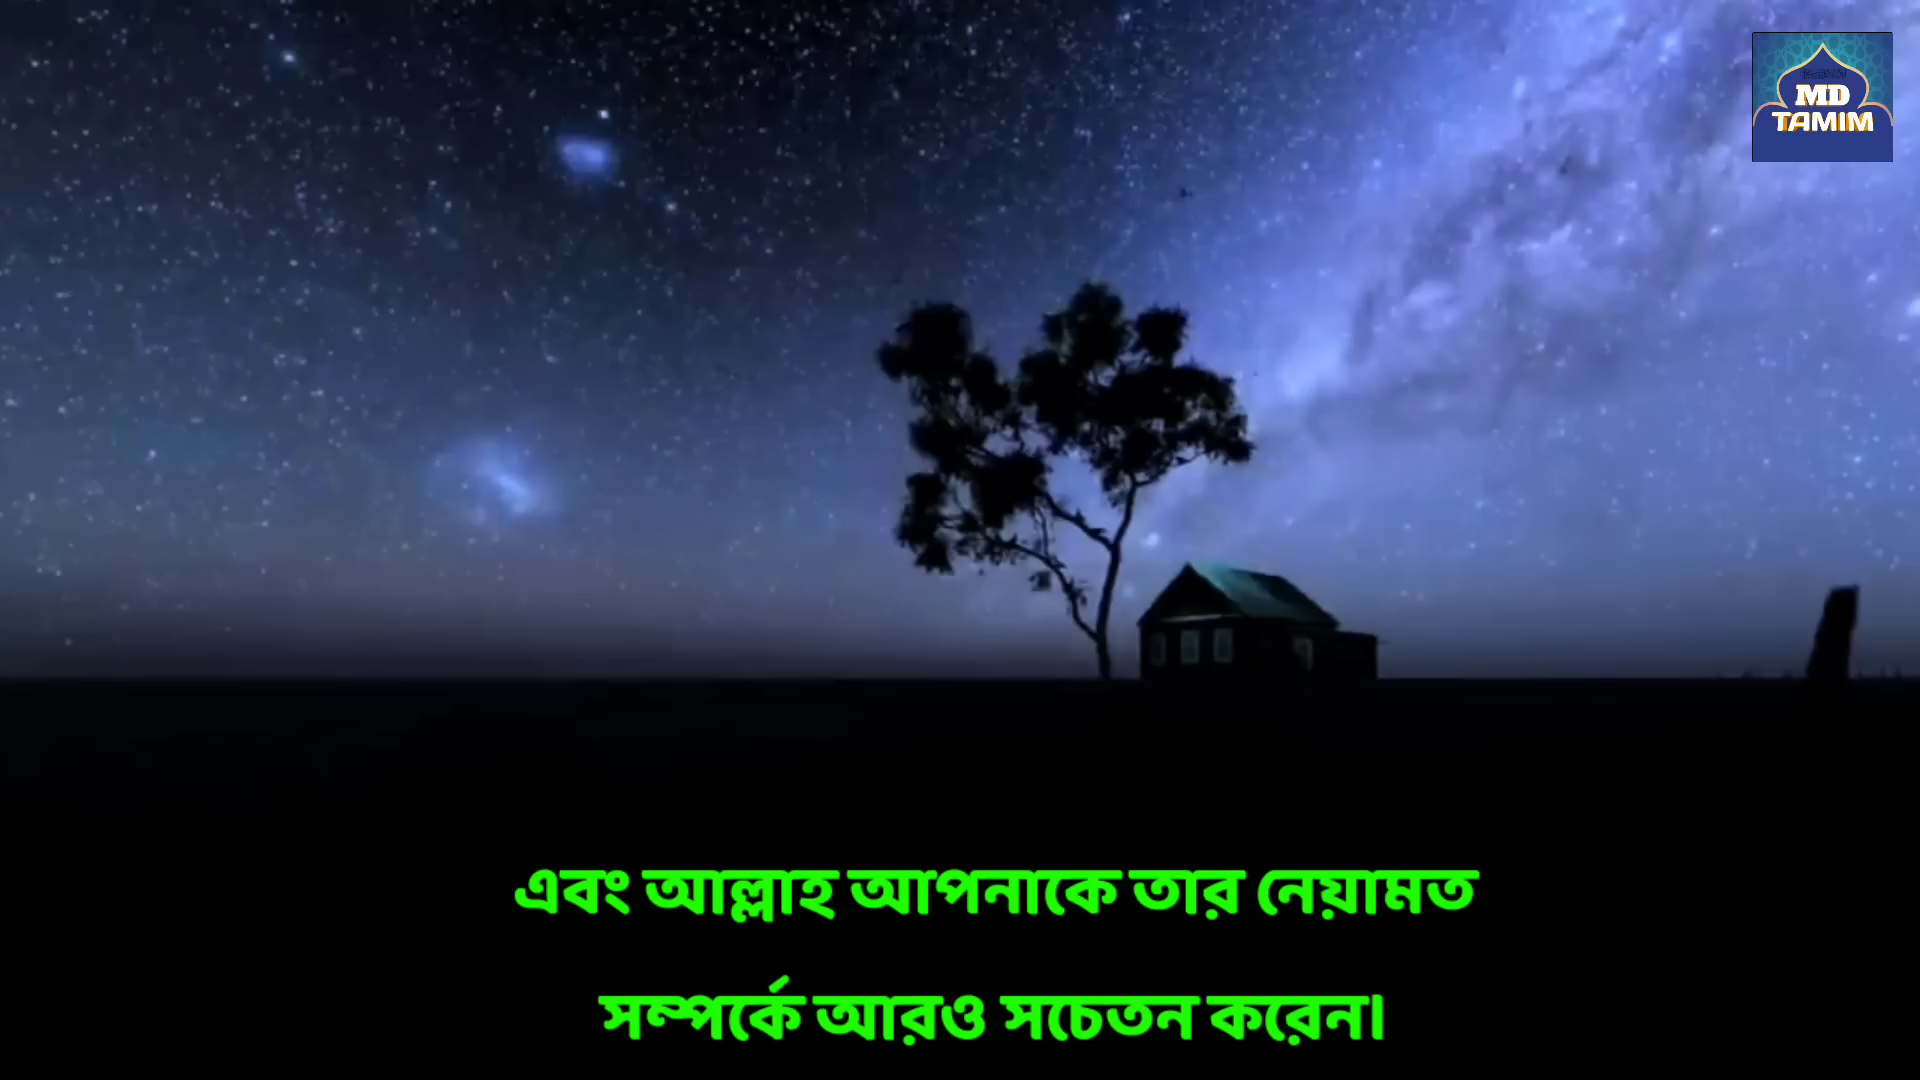 MD
TAMIM
এবং আল্লাহ আপনাকে তার নেয়ামত
সম্পর্কে আরও সচেতন করেন।